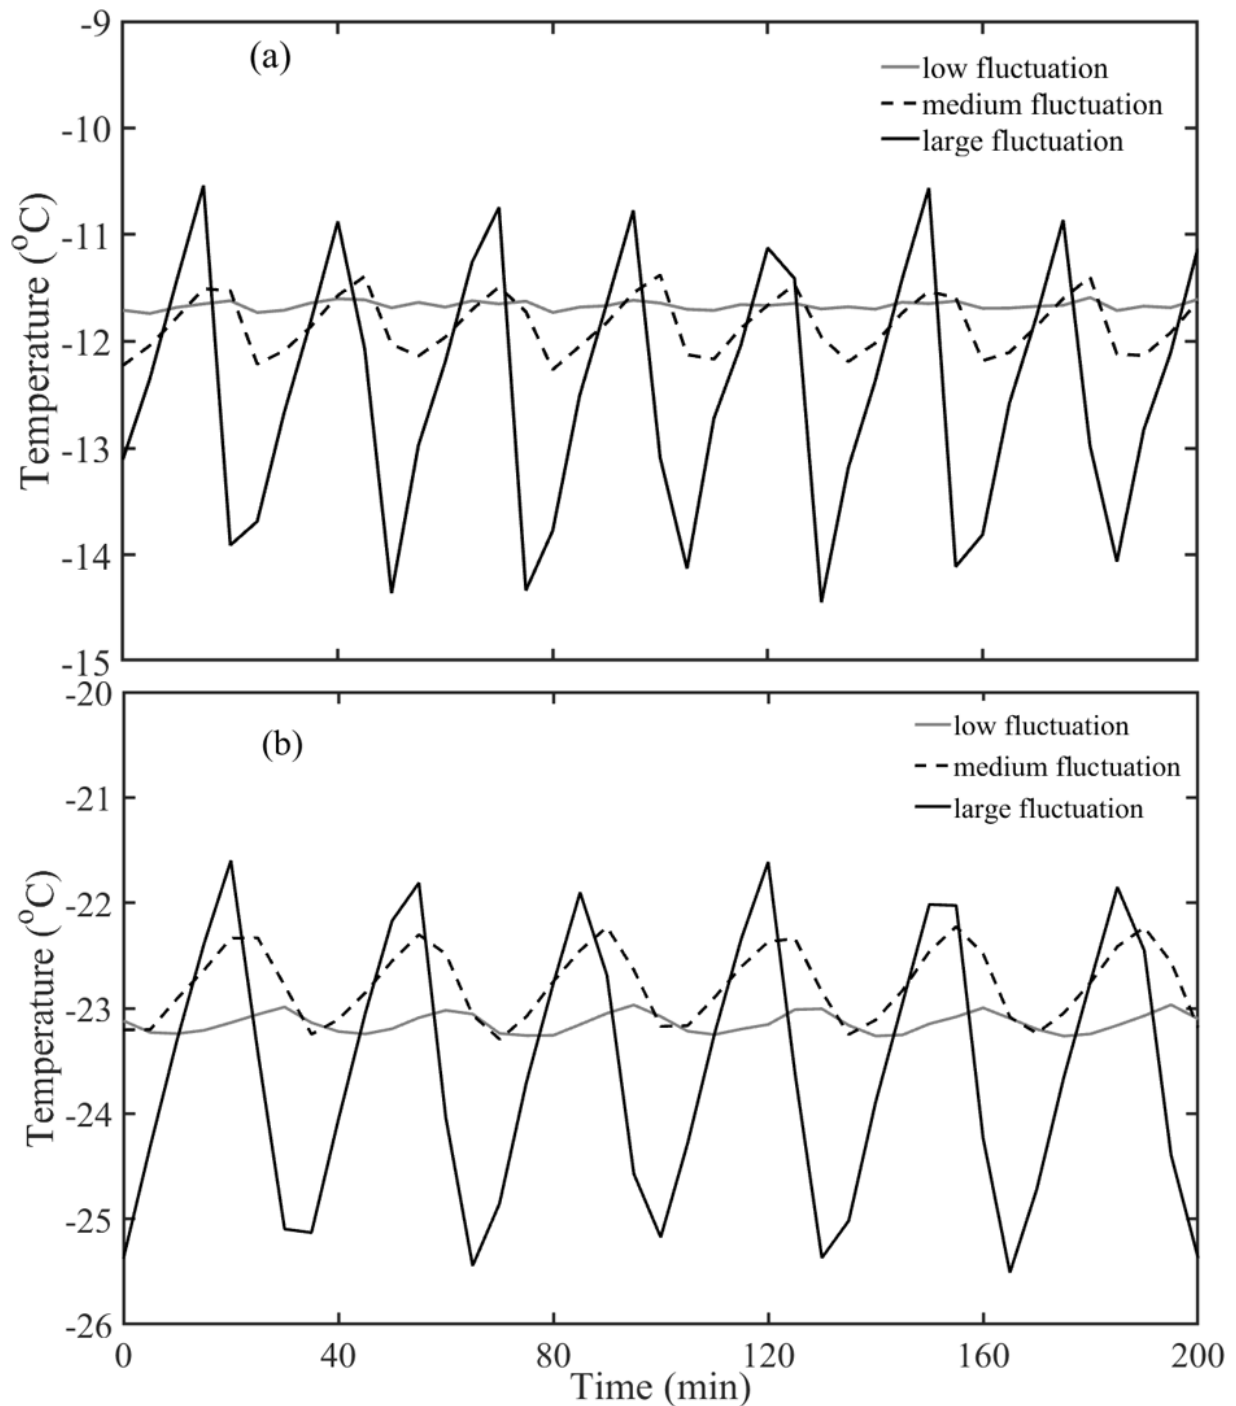 -9
(a)
low fluctuation
medium fluctuation
large fluctuation
-10
-11
-12
-13
-14
-15
Temperature (°C)
-20
(b)
low fluctuation
medium fluctuation
large fluctuation
-21
-22
-23
-24
-25
-26
Temperature (°C)
0 40 80 120 160 200
Time (min)